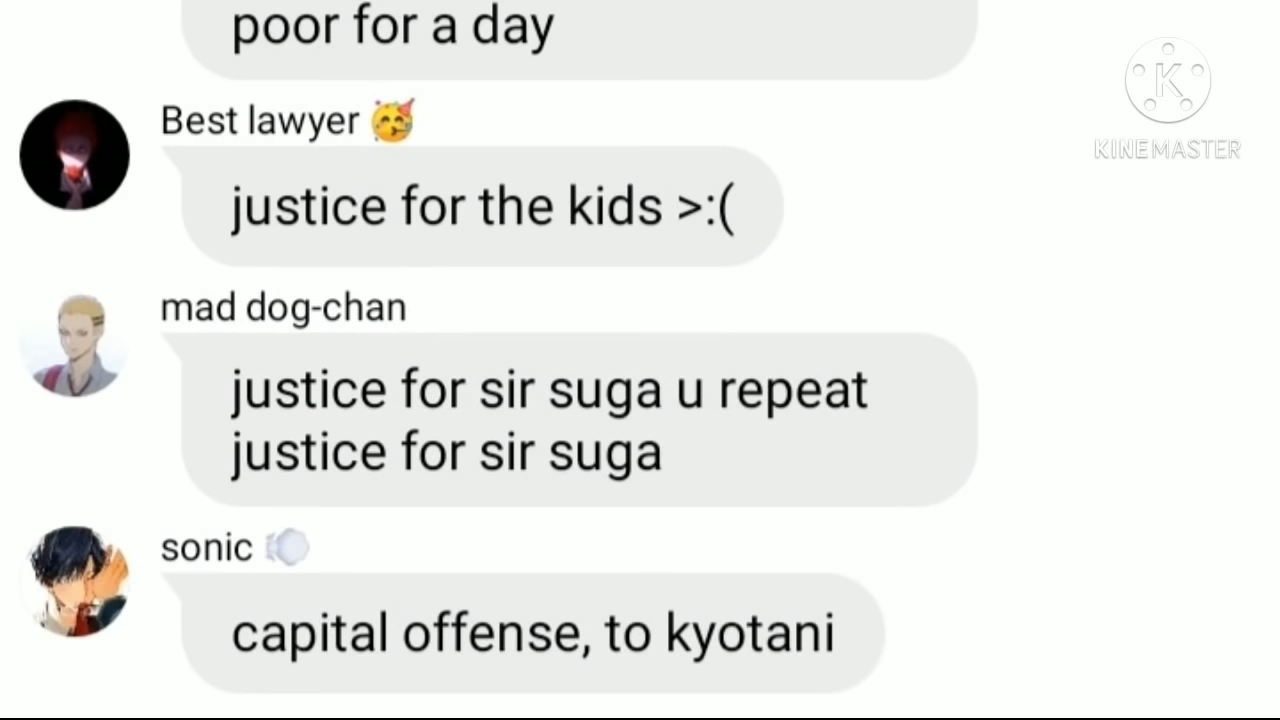 poor for a day
Best lawyer 🥳
justice for the kids >:(
mad dog-chan
justice for sir suga u repeat
justice for sir suga
sonic 💨
capital offense, to kyotani
K
KINEMASTER